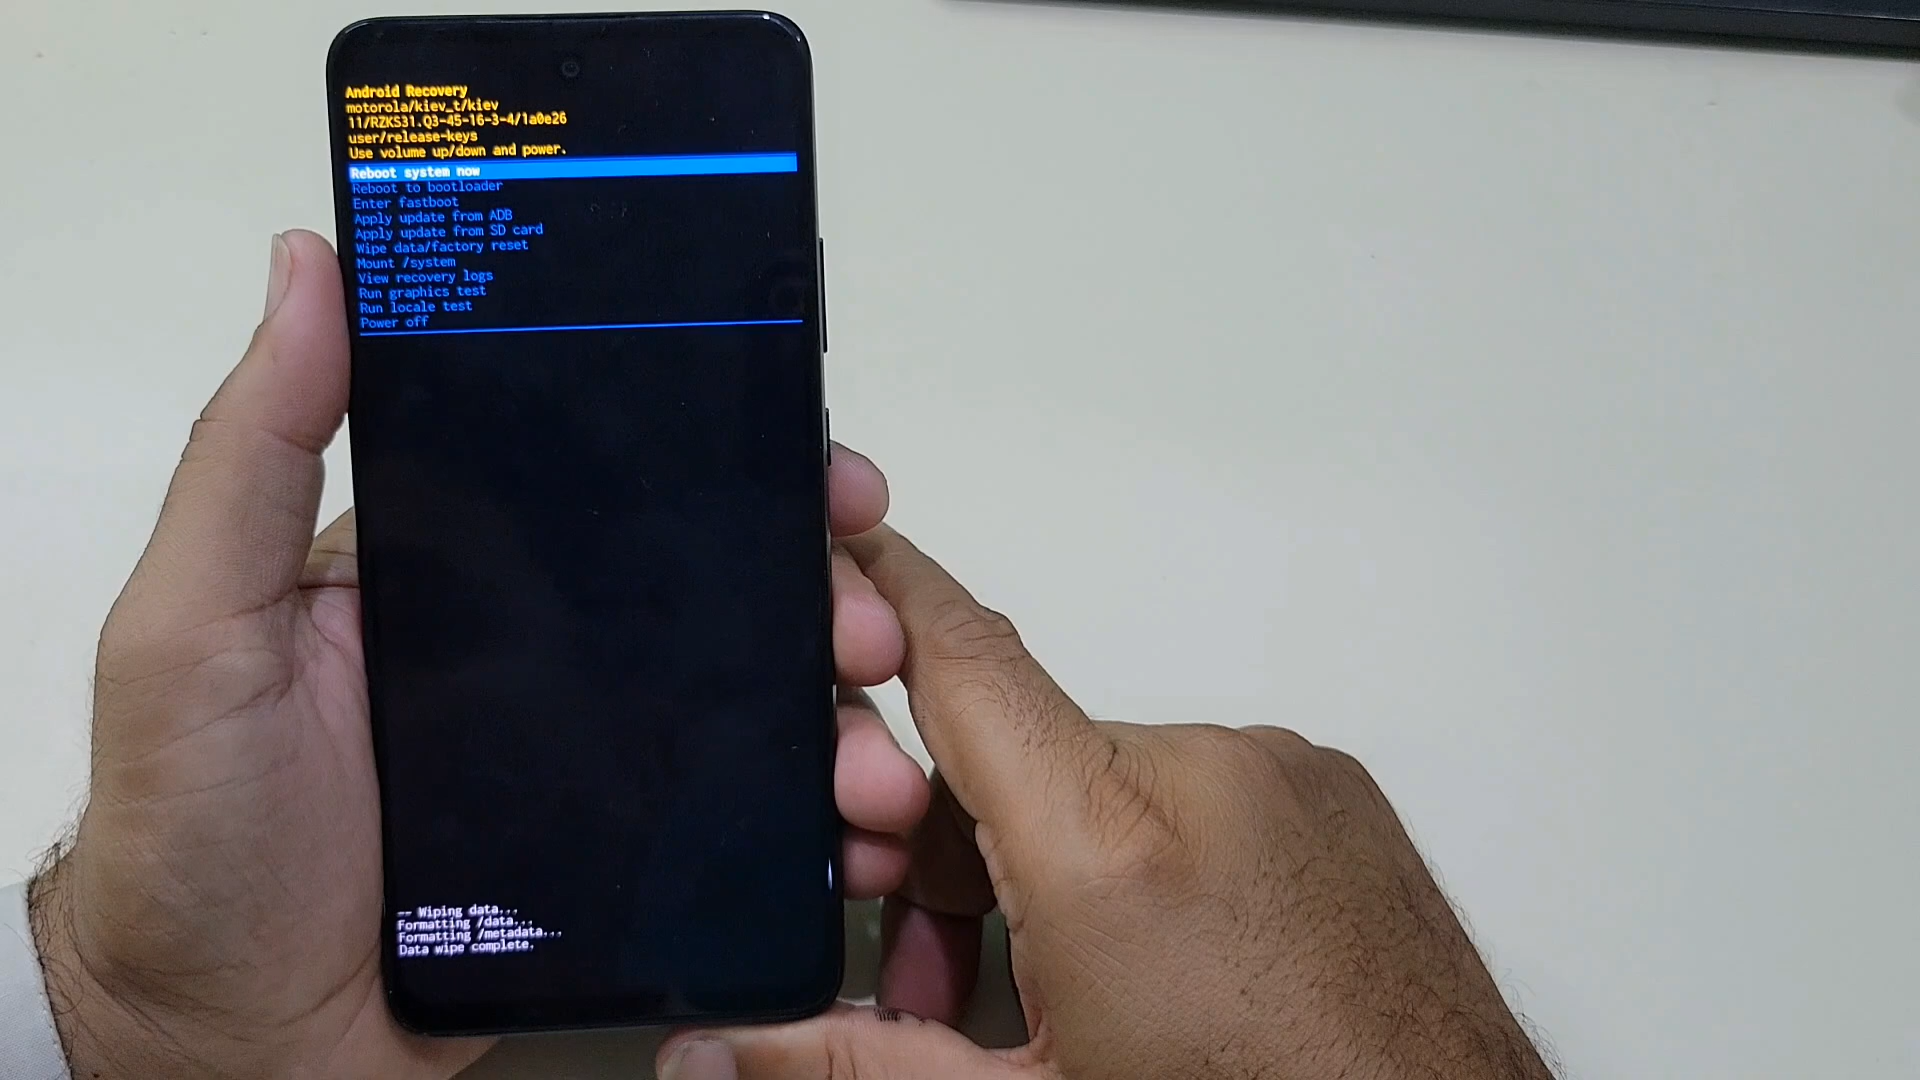 Android Recovery
motorola/kiev_t/kiev
11/RZKS31.Q3-45-16-3-4/1a0e26
user/release-keys
Use volume up/down and power.
Reboot system now
Reboot to bootloader
Enter fastboot
Apply update from ADB
Apply update from SD card
Wipe data/factory reset
Mount /system
View recovery logs
Run graphics test
Run locale test
Power off
-- Wiping data...
Formatting /data...
Formatting /metadata...
Data wipe complete.